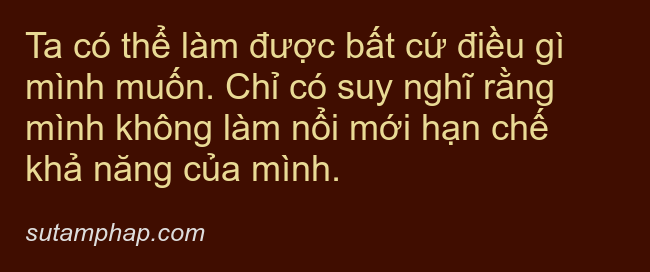 Ta có thể làm được bất cứ điều gì
mình muốn. Chỉ có suy nghĩ rằng
mình không làm nổi mới hạn chế
khả năng của mình.
sutamphap.com